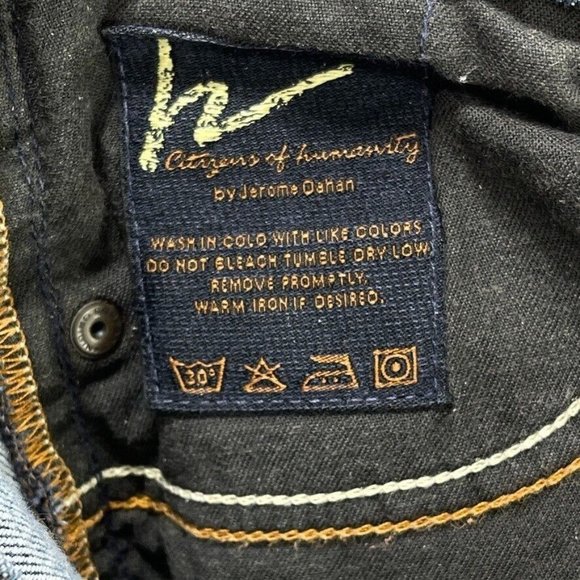 Citizens of humanity
by Jerome Dahan
WASH IN COLD WITH LIKE COLORS
DO NOT BLEACH TUMBLE DRY LOW
REMOVE PROMPTLY.
WARM IRON IF DESIRED.
30°